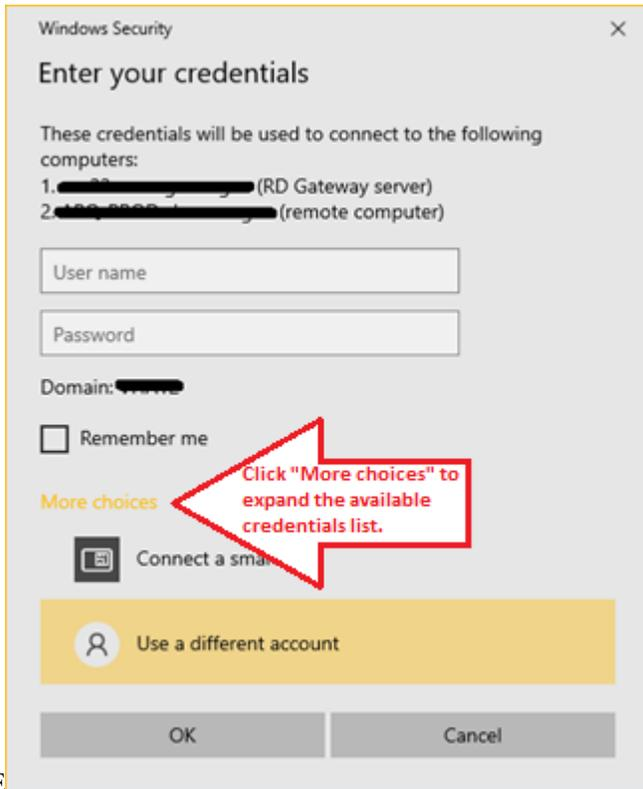 Windows Security
Enter your credentials
These credentials will be used to connect to the following
computers:
1. (RD Gateway server)
2. (remote computer)
User name
Password
Domain:
Remember me
Click "More choices" to
More choices
expand the available
credentials list.
Connect a
Use a different account
OK
Cancel